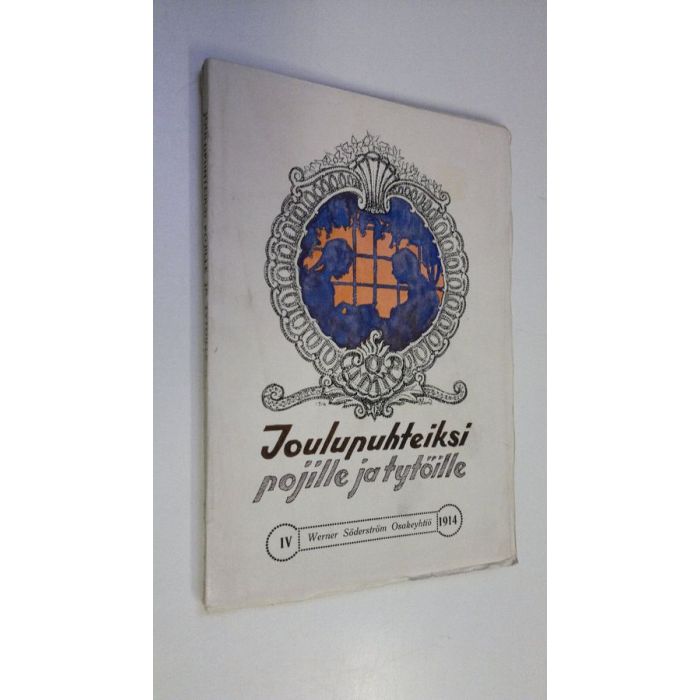 Joulupuhteiksi
pojille ja tytöille
IV Werner Söderström Osakeyhtiö 1914